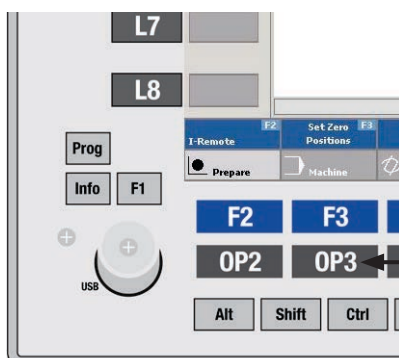 L7
L8
F2
Set Zero F3
I-Remote
Positions
Prog
Prepare
Machine
Info F1
F2 F3
OP2 OP3
USB
Alt Shift Ctrl